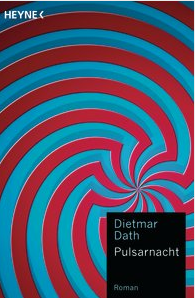 HEYNE<
Dietmar
Dath
Pulsarnacht
Roman